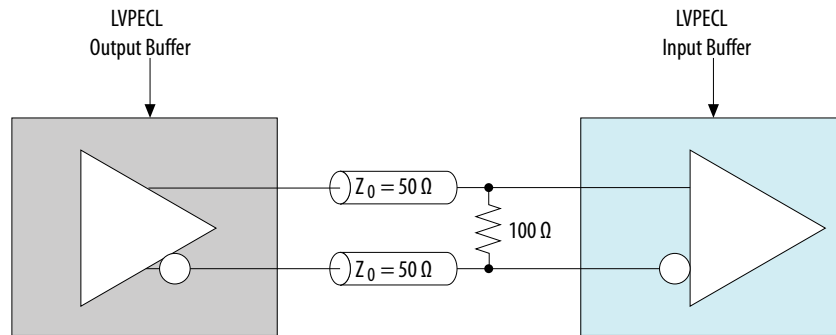 LVPECL
Output Buffer
LVPECL
Input Buffer
Z0 = 50 Ω
100 Ω
Z0 = 50 Ω